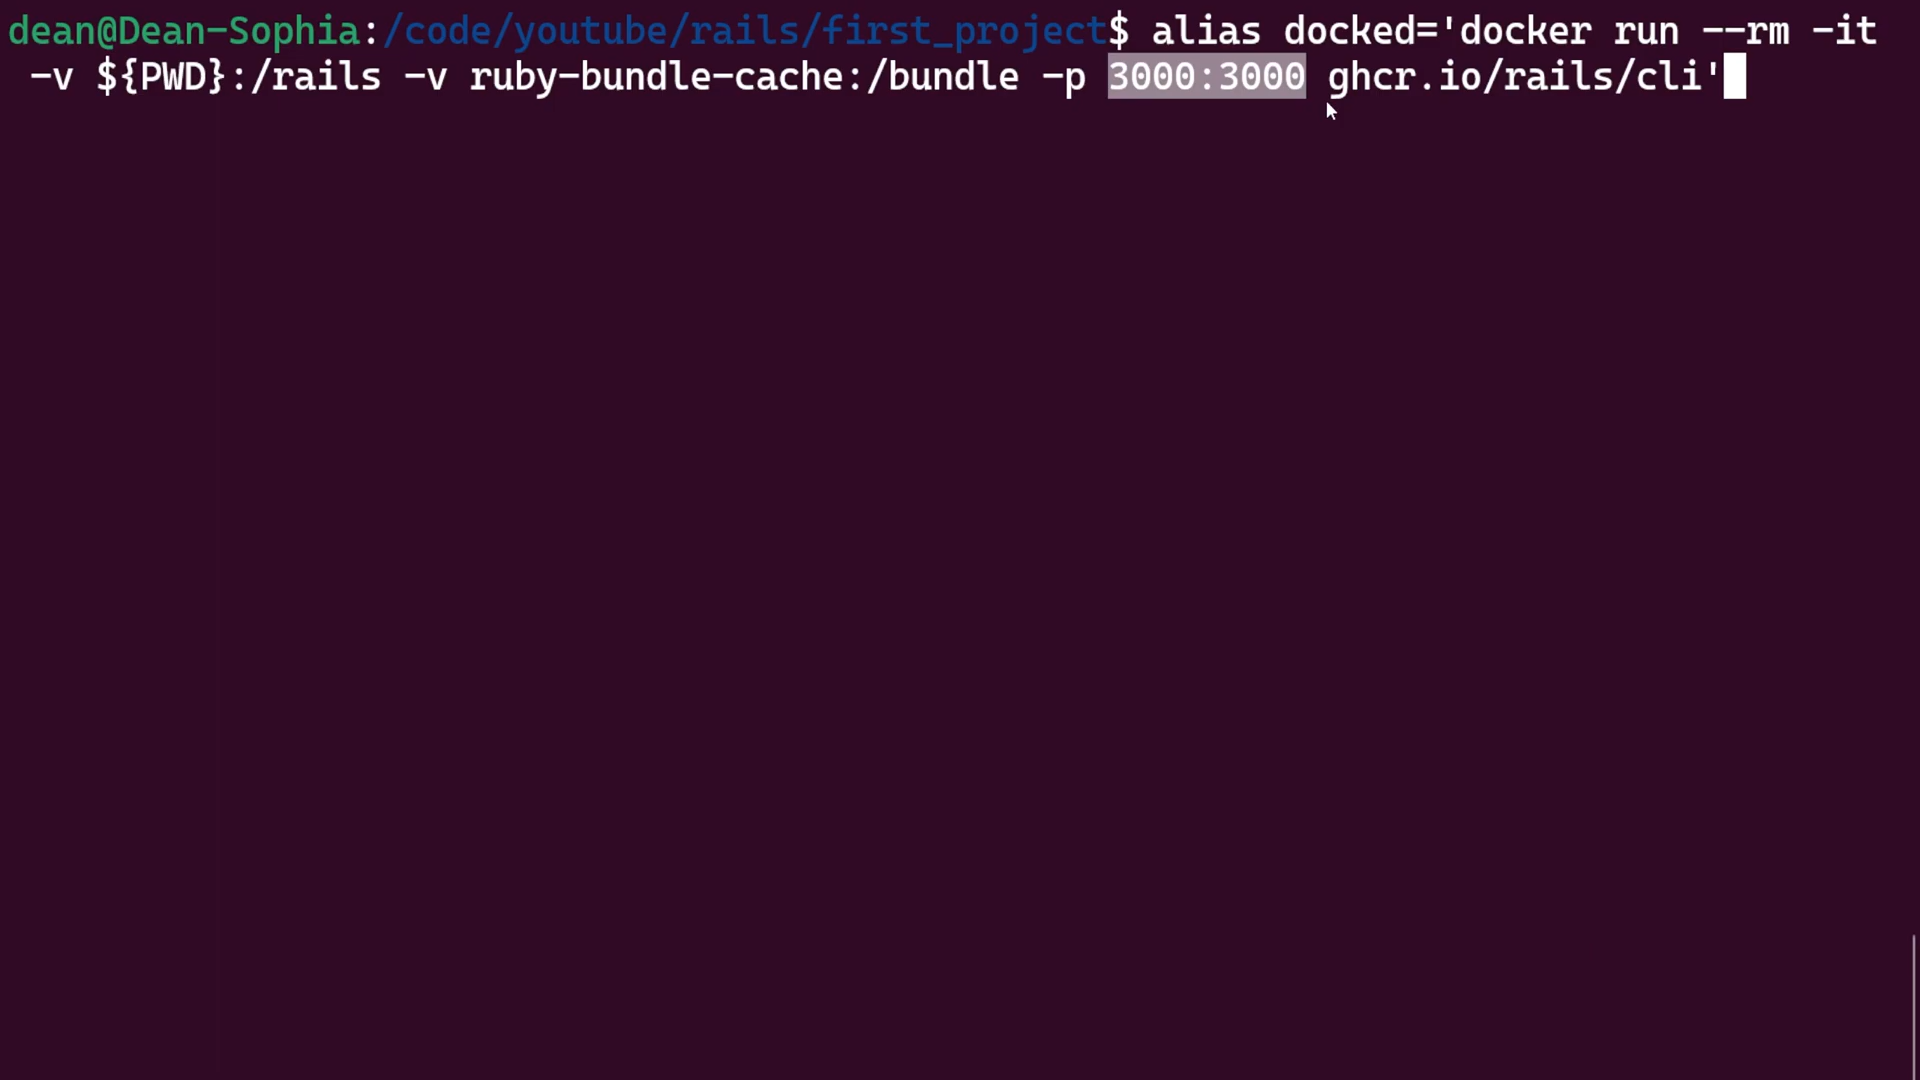 dean@Dean-Sophia:/code/youtube/rails/first_project$ alias docked='docker run --rm -it
-v ${PWD}:/rails -v ruby-bundle-cache:/bundle -p 3000:3000 ghcr.io/rails/cli'